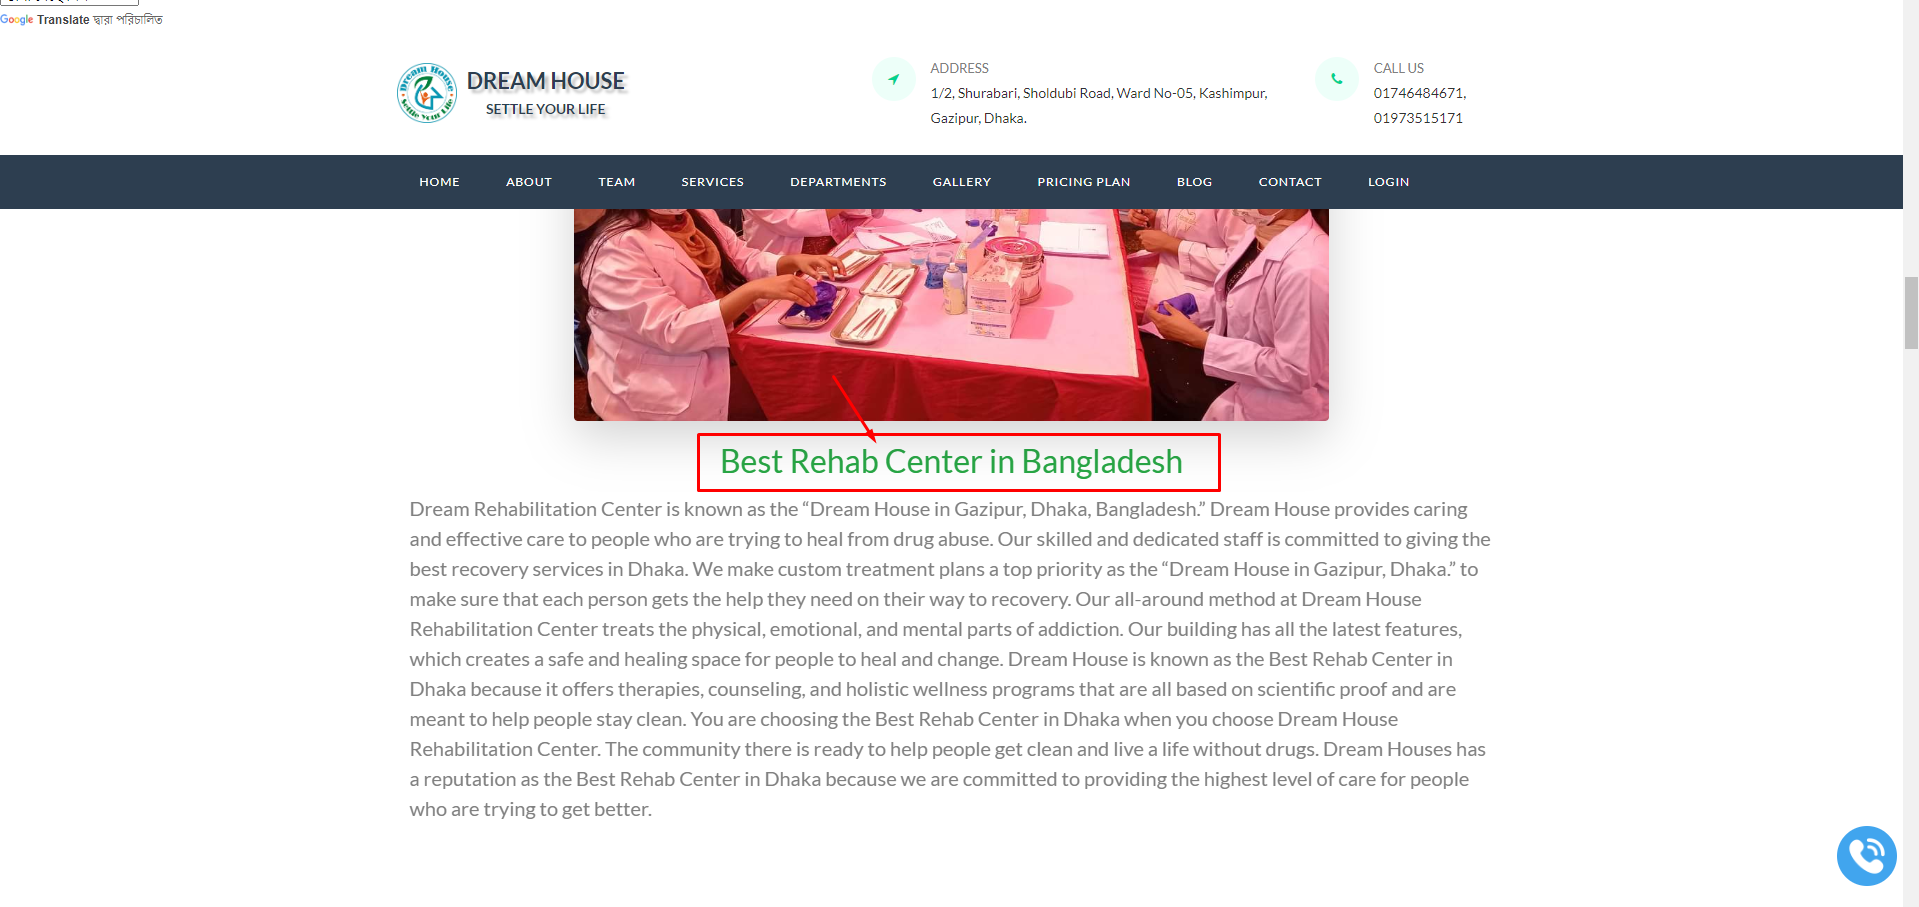 Google Translate দ্বারা পরিচালিত
DREAM HOUSE
SETTLE YOUR LIFE
Dream House
Settle Your Life
ADDRESS
1/2, Shurabari, Sholdubi Road, Ward No-05, Kashimpur,
Gazipur, Dhaka.
CALL US
01746484671,
01973515171
HOME ABOUT TEAM SERVICES DEPARTMENTS GALLERY PRICING PLAN BLOG CONTACT LOGIN
Best Rehab Center in Bangladesh
Dream Rehabilitation Center is known as the “Dream House in Gazipur, Dhaka, Bangladesh.” Dream House provides caring
and effective care to people who are trying to heal from drug abuse. Our skilled and dedicated staff is committed to giving the
best recovery services in Dhaka. We make custom treatment plans a top priority as the “Dream House in Gazipur, Dhaka.” to
make sure that each person gets the help they need on their way to recovery. Our all-around method at Dream House
Rehabilitation Center treats the physical, emotional, and mental parts of addiction. Our building has all the latest features,
which creates a safe and healing space for people to heal and change. Dream House is known as the Best Rehab Center in
Dhaka because it offers therapies, counseling, and holistic wellness programs that are all based on scientific proof and are
meant to help people stay clean. You are choosing the Best Rehab Center in Dhaka when you choose Dream House
Rehabilitation Center. The community there is ready to help people get clean and live a life without drugs. Dream Houses has
a reputation as the Best Rehab Center in Dhaka because we are committed to providing the highest level of care for people
who are trying to get better.